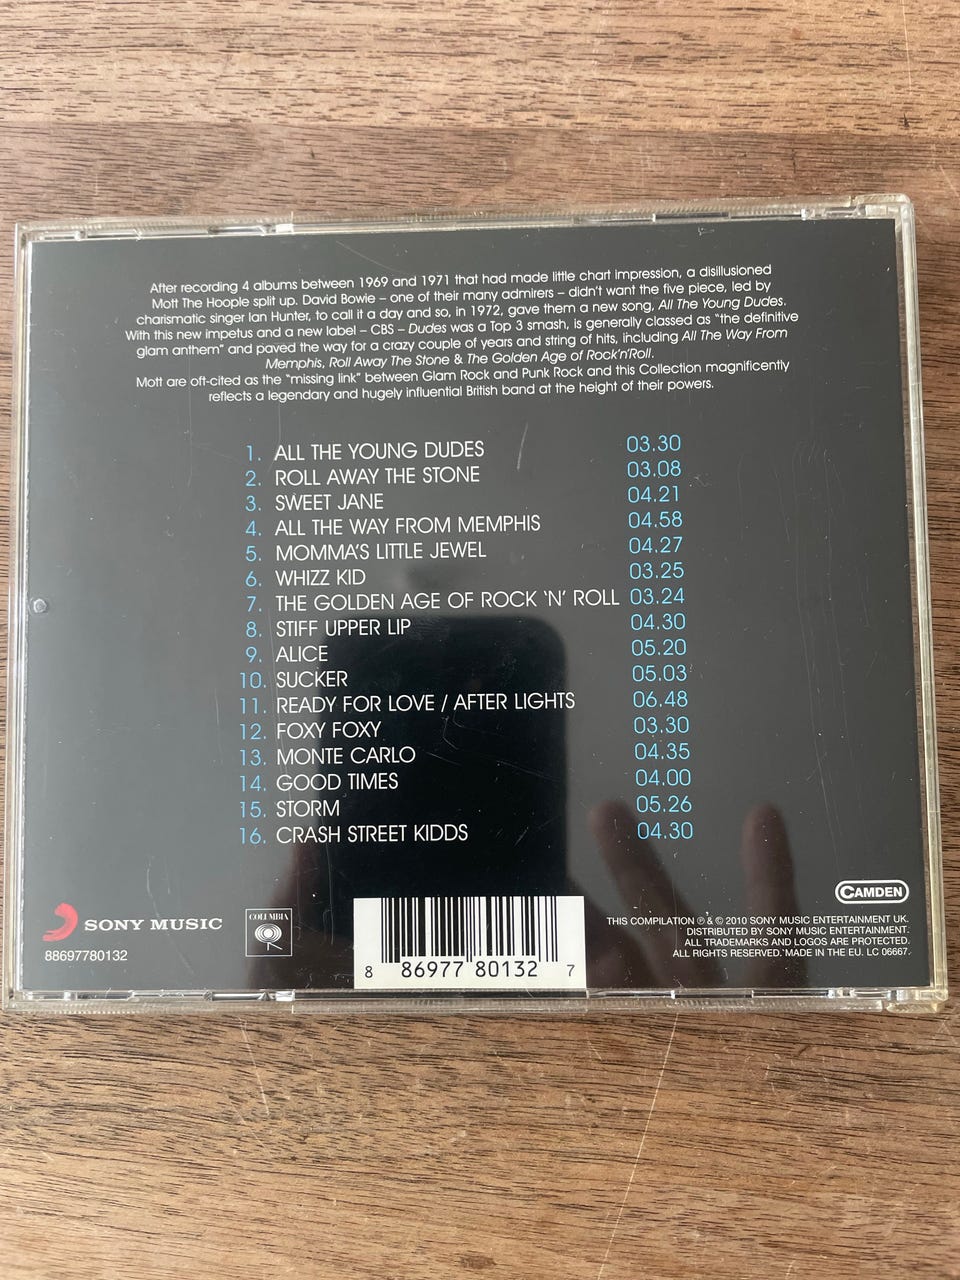 After recording 4 albums between 1969 and 1971 that had made little chart impression, a disillusioned
Mott The Hoople split up. David Bowie – one of their many admirers – didn't want the five piece, led by
charismatic singer Ian Hunter, to call it a day and so, in 1972, gave them a new song, All The Young Dudes.
With this new impetus and a new label – CBS – Dudes was a Top 3 smash, is generally classed as "the definitive
glam anthem" and paved the way for a crazy couple of years and string of hits, including All The Way From
Memphis, Roll Away The Stone & The Golden Age of Rock'n'Roll.
Mott are oft-cited as the "missing link" between Glam Rock and Punk Rock and this Collection magnificently
reflects a legendary and hugely influential British band at the height of their powers.
1. ALL THE YOUNG DUDES 03.30
2. ROLL AWAY THE STONE 03.08
3. SWEET JANE 04.21
4. ALL THE WAY FROM MEMPHIS 04.58
5. MOMMA'S LITTLE JEWEL 04.27
6. WHIZZ KID 03.25
7. THE GOLDEN AGE OF ROCK 'N' ROLL 03.24
8. STIFF UPPER LIP 04.30
9. ALICE 05.20
10. SUCKER 05.03
11. READY FOR LOVE / AFTER LIGHTS 06.48
12. FOXY FOXY 03.30
13. MONTE CARLO 04.35
14. GOOD TIMES 04.00
15. STORM 05.26
16. CRASH STREET KIDDS 04.30
CAMDEN
SONY MUSIC
88697780132
COLUMBIA
8 86977 80132 7
THIS COMPILATION ℗ & © 2010 SONY MUSIC ENTERTAINMENT UK.
DISTRIBUTED BY SONY MUSIC ENTERTAINMENT.
ALL TRADEMARKS AND LOGOS ARE PROTECTED.
ALL RIGHTS RESERVED. MADE IN THE EU. LC 06667.